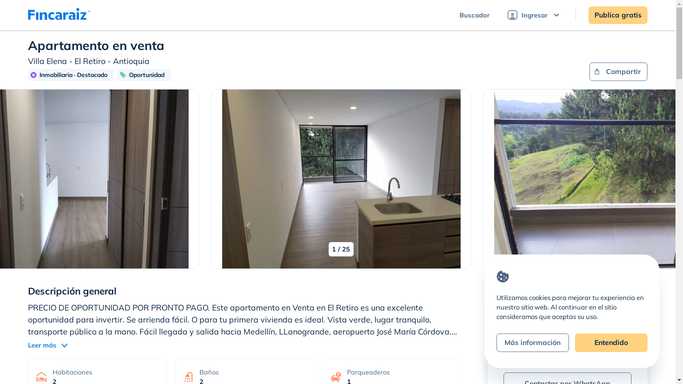 Fincaraiz
Buscador
Ingresar
Publica gratis
Apartamento en venta
Villa Elena - El Retiro - Antioquia
Inmobiliaria - Destacado
Oportunidad
Compartir
1 / 25
Descripción general
PRECIO DE OPORTUNIDAD POR PRONTO PAGO. Este apartamento en Venta en El Retiro es una excelente
oportunidad para invertir. Se arrienda fácil. O para tu primera vivienda es ideal. Vista verde, lugar tranquilo,
transporte público a la mano. Fácil llegada y salida hacia Medellín, LLanogrande, aeropuerto José María Córdova....
Leer más
Habitaciones
2
Baños
2
Parqueaderos
1
Utilizamos cookies para mejorar tu experiencia en
nuestro sitio web. Al continuar en el sitio
consideramos que aceptas su uso.
Más información
Entendido
Contactar por WhatsApp